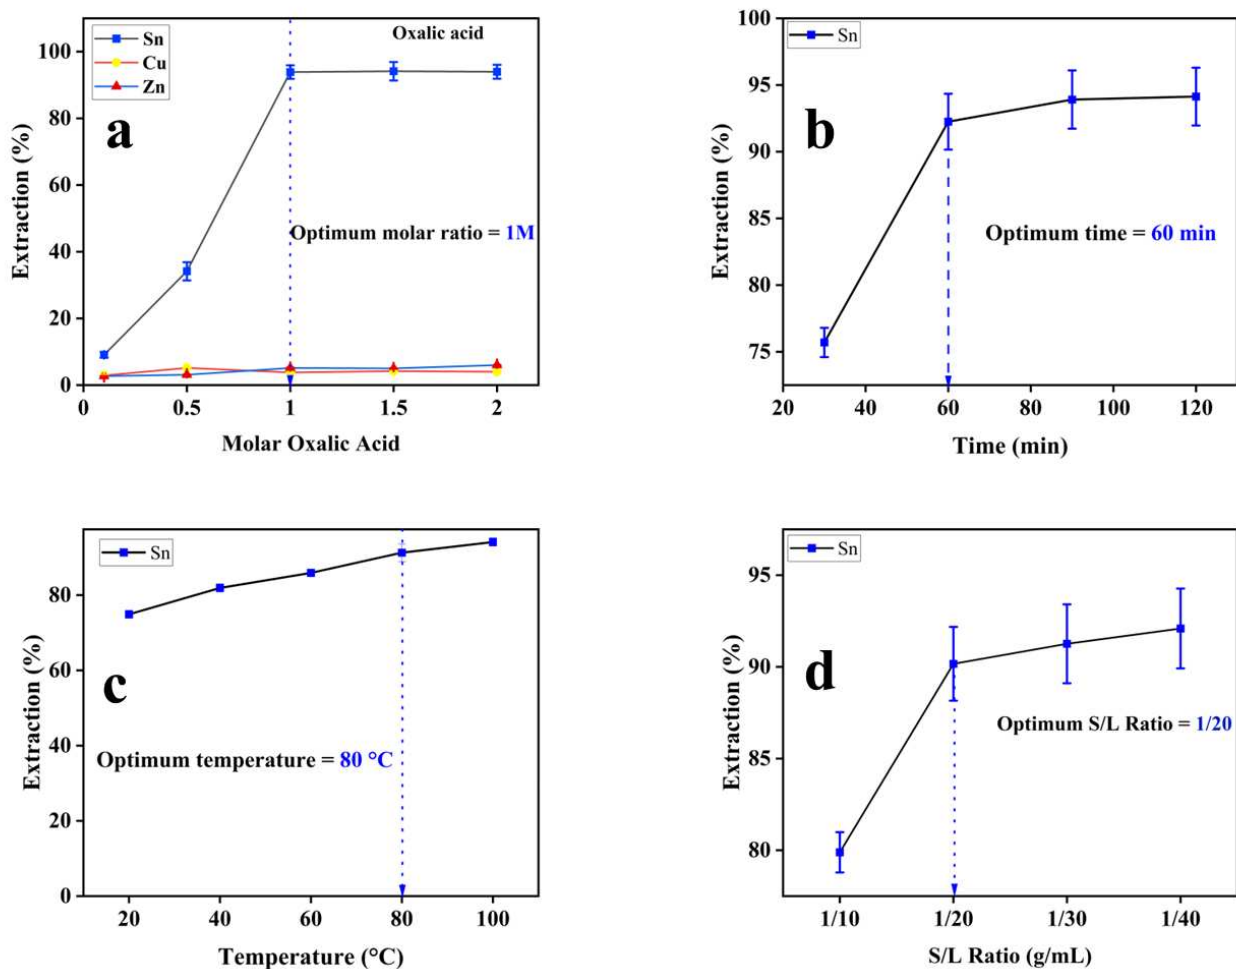 Oxalic acid
Sn
Cu
Zn
a
Optimum molar ratio = 1M
Extraction (%)
100
80
60
40
20
0
0 0.5 1 1.5 2
Molar Oxalic Acid
Sn
b
Optimum time = 60 min
Extraction (%)
100
95
90
85
80
75
20 40 60 80 100 120
Time (min)
Sn
c
Optimum temperature = 80 °C
Extraction (%)
80
60
40
20
0
20 40 60 80 100
Temperature (°C)
Sn
d
Optimum S/L Ratio = 1/20
Extraction (%)
95
90
85
80
1/10 1/20 1/30 1/40
S/L Ratio (g/mL)